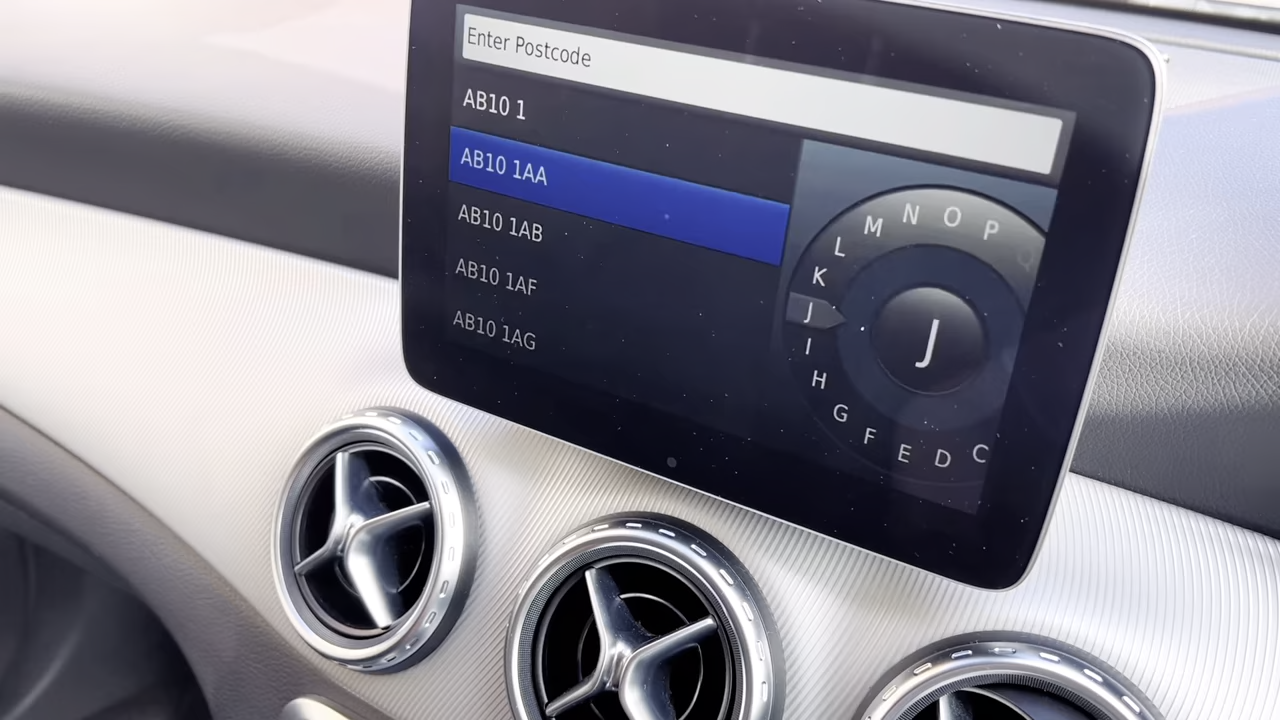 Enter Postcode
AB10 1
AB10 1AA
AB10 1AB
AB10 1AF
AB10 1AG
C
D
E
F
G
H
I
J
K
L
M
N
O
P
Q
J